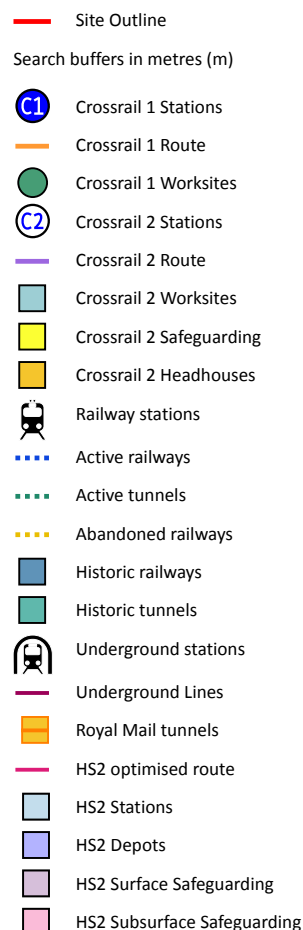 Site Outline
Search buffers in metres (m)
C1 Crossrail 1 Stations
Crossrail 1 Route
Crossrail 1 Worksites
C2 Crossrail 2 Stations
Crossrail 2 Route
Crossrail 2 Worksites
Crossrail 2 Safeguarding
Crossrail 2 Headhouses
Railway stations
Active railways
Active tunnels
Abandoned railways
Historic railways
Historic tunnels
Underground stations
Underground Lines
Royal Mail tunnels
HS2 optimised route
HS2 Stations
HS2 Depots
HS2 Surface Safeguarding
HS2 Subsurface Safeguarding